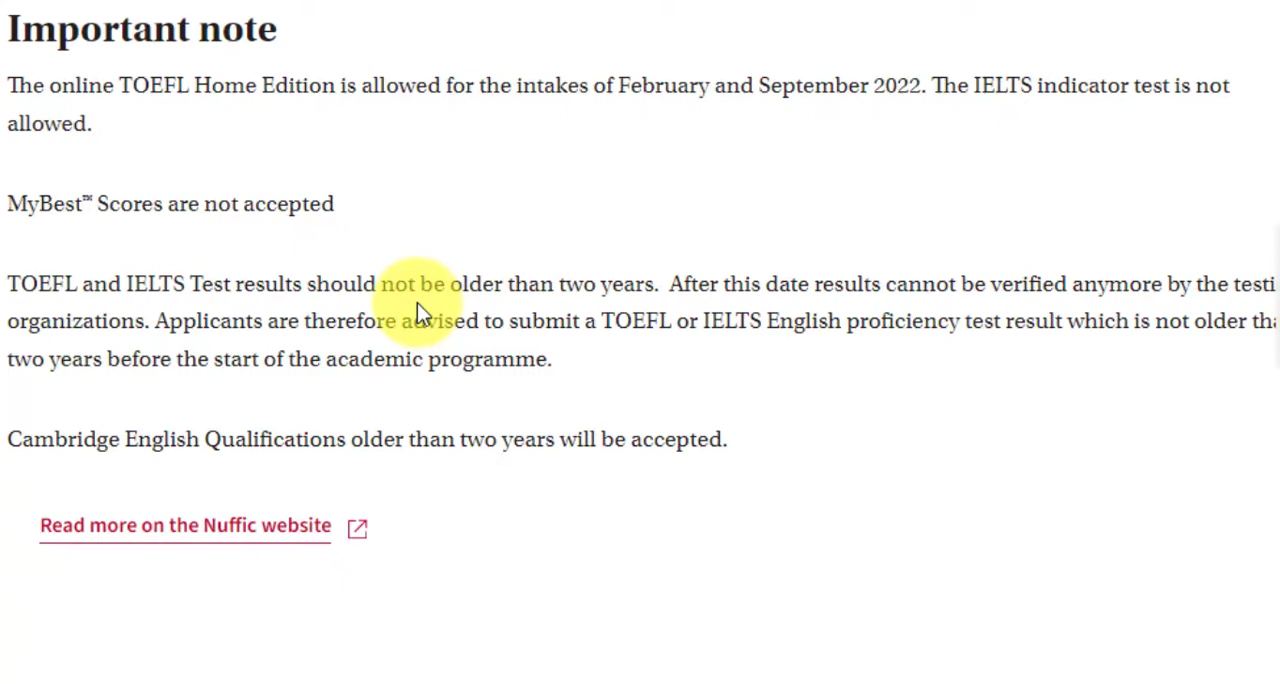 Important note
The online TOEFL Home Edition is allowed for the intakes of February and September 2022. The IELTS indicator test is not
allowed.
MyBest™ Scores are not accepted
TOEFL and IELTS Test results should not be older than two years. After this date results cannot be verified anymore by the testi
organizations. Applicants are therefore advised to submit a TOEFL or IELTS English proficiency test result which is not older tha
two years before the start of the academic programme.
Cambridge English Qualifications older than two years will be accepted.
Read more on the Nuffic website